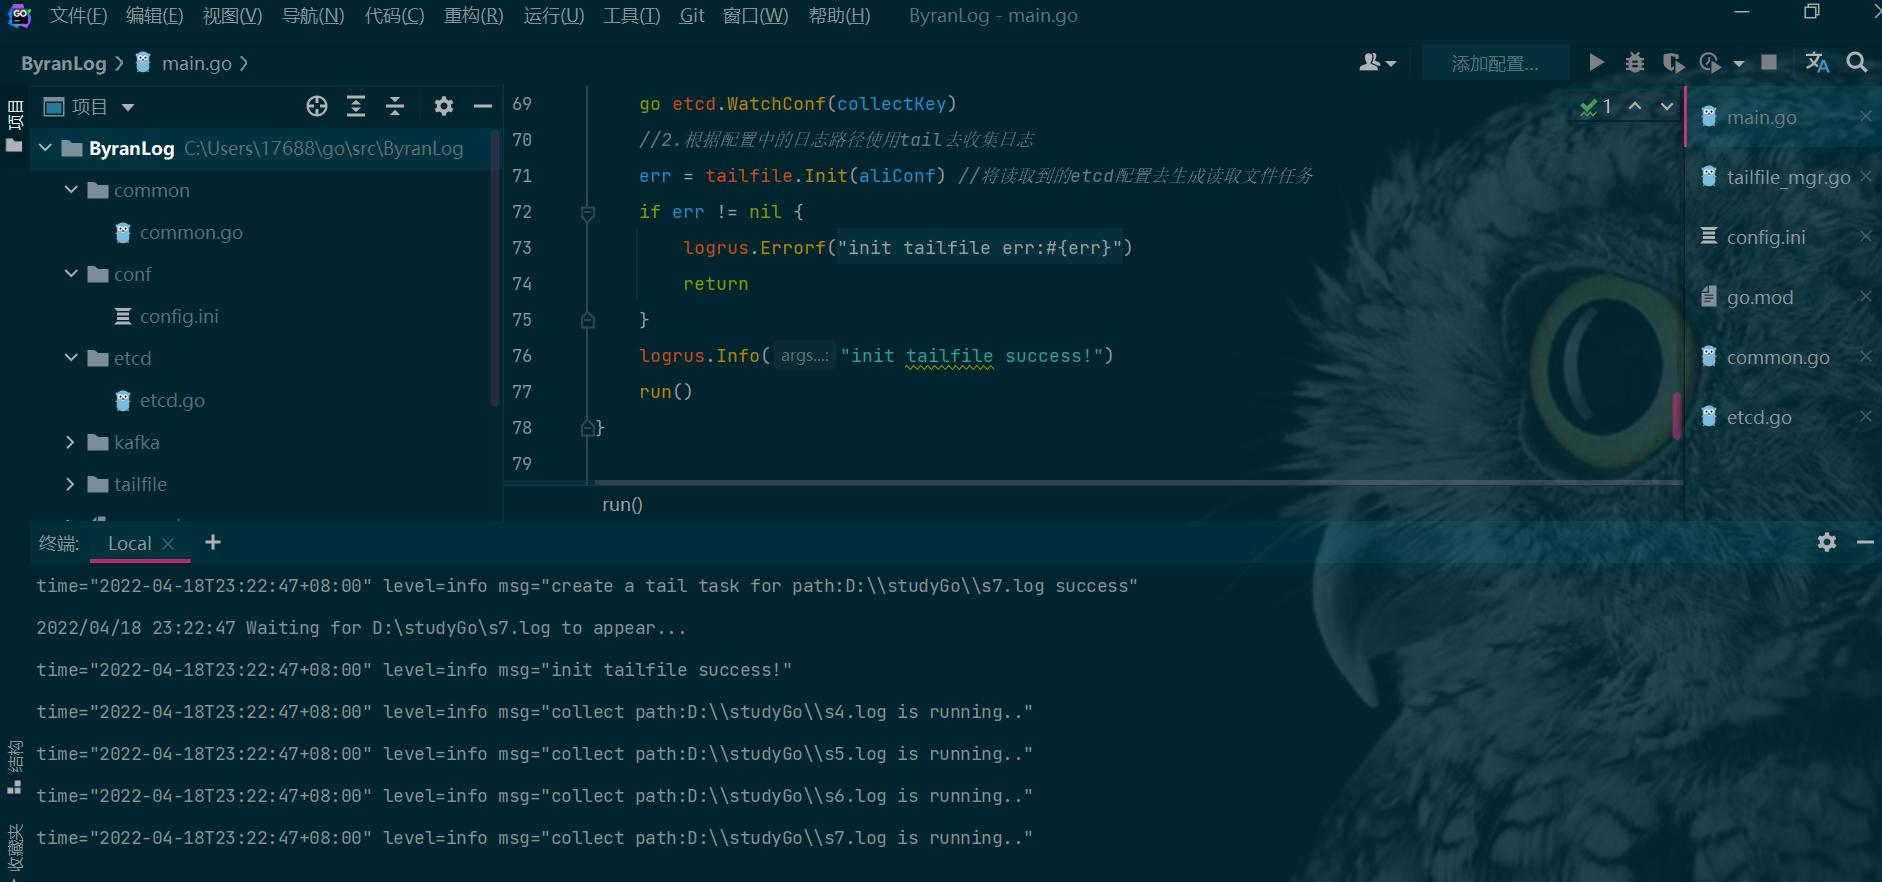 文件(F) 编辑(E) 视图(V) 导航(N) 代码(C) 重构(R) 运行(U) 工具(T) Git 窗口(W) 帮助(H) ByranLog - main.go
ByranLog main.go 添加配置...
项目
项目
ByranLog C:\Users\17688\go\src\ByranLog
common
common.go
conf
config.ini
etcd
etcd.go
kafka
tailfile
69 go etcd.WatchConf(collectKey)
70 //2.根据配置中的日志路径使用tail去收集日志
71 err = tailfile.Init(aliConf) //将读取到的etcd配置去生成读取文件任务
72 if err != nil {
73 logrus.Errorf("init tailfile err:#{err}")
74 return
75 }
76 logrus.Info( args...: "init tailfile success!")
77 run()
78 }
79
run()
1
main.go
tailfile_mgr.go
config.ini
go.mod
common.go
etcd.go
终端: Local
time="2022-04-18T23:22:47+08:00" level=info msg="create a tail task for path:D:\\studyGo\\s7.log success"
2022/04/18 23:22:47 Waiting for D:\studyGo\s7.log to appear...
time="2022-04-18T23:22:47+08:00" level=info msg="init tailfile success!"
time="2022-04-18T23:22:47+08:00" level=info msg="collect path:D:\\studyGo\\s4.log is running.."
time="2022-04-18T23:22:47+08:00" level=info msg="collect path:D:\\studyGo\\s5.log is running.."
time="2022-04-18T23:22:47+08:00" level=info msg="collect path:D:\\studyGo\\s6.log is running.."
time="2022-04-18T23:22:47+08:00" level=info msg="collect path:D:\\studyGo\\s7.log is running.."
结构
收藏夹